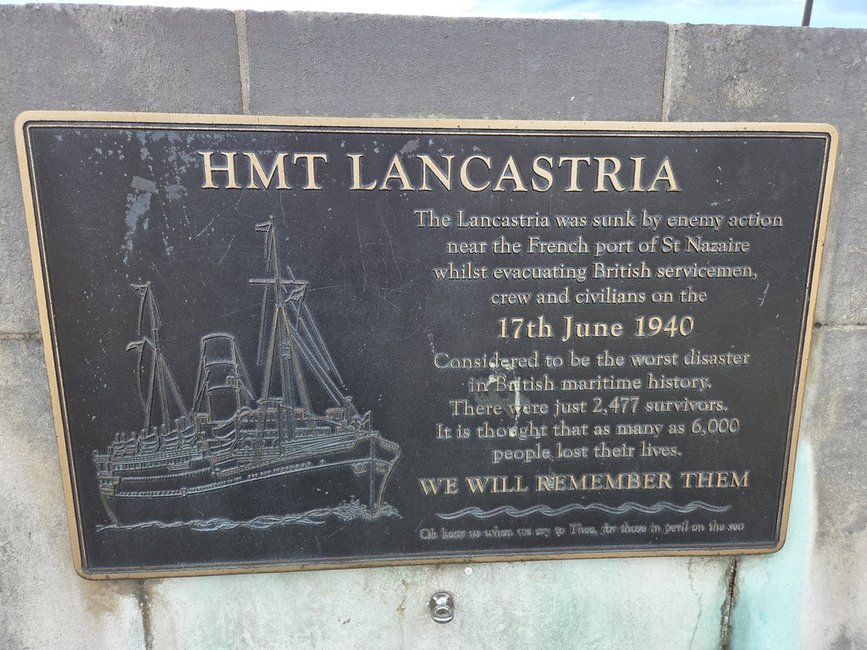 HMT LANCASTRIA
The Lancastria was sunk by enemy action
near the French port of St Nazaire
whilst evacuating British servicemen,
crew and civilians on the
17th June 1940
Considered to be the worst disaster
in British maritime history.
There were just 2,477 survivors.
It is thought that as many as 6,000
people lost their lives.
WE WILL REMEMBER THEM
Oh hear us when we cry to Thee, for those in peril on the sea